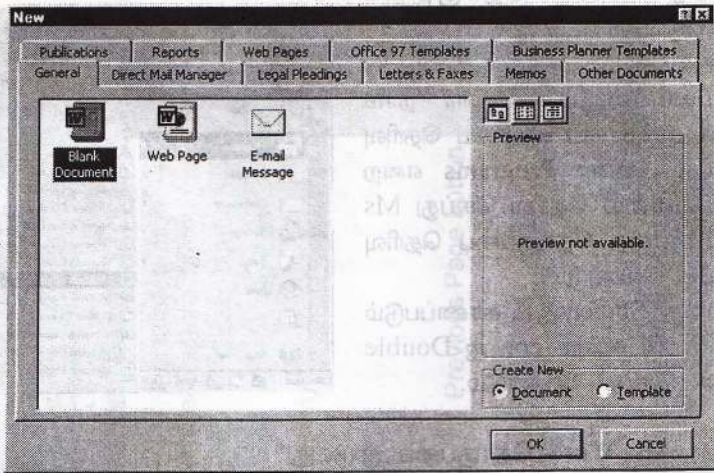 New
Publications Reports Web Pages Office 97 Templates Business Planner Templates
General Direct Mail Manager Legal Pleadings Letters & Faxes Memos Other Documents
Blank Document
Web Page
E-mail Message
Preview
Preview not available.
Create New
Document Template
OK Cancel